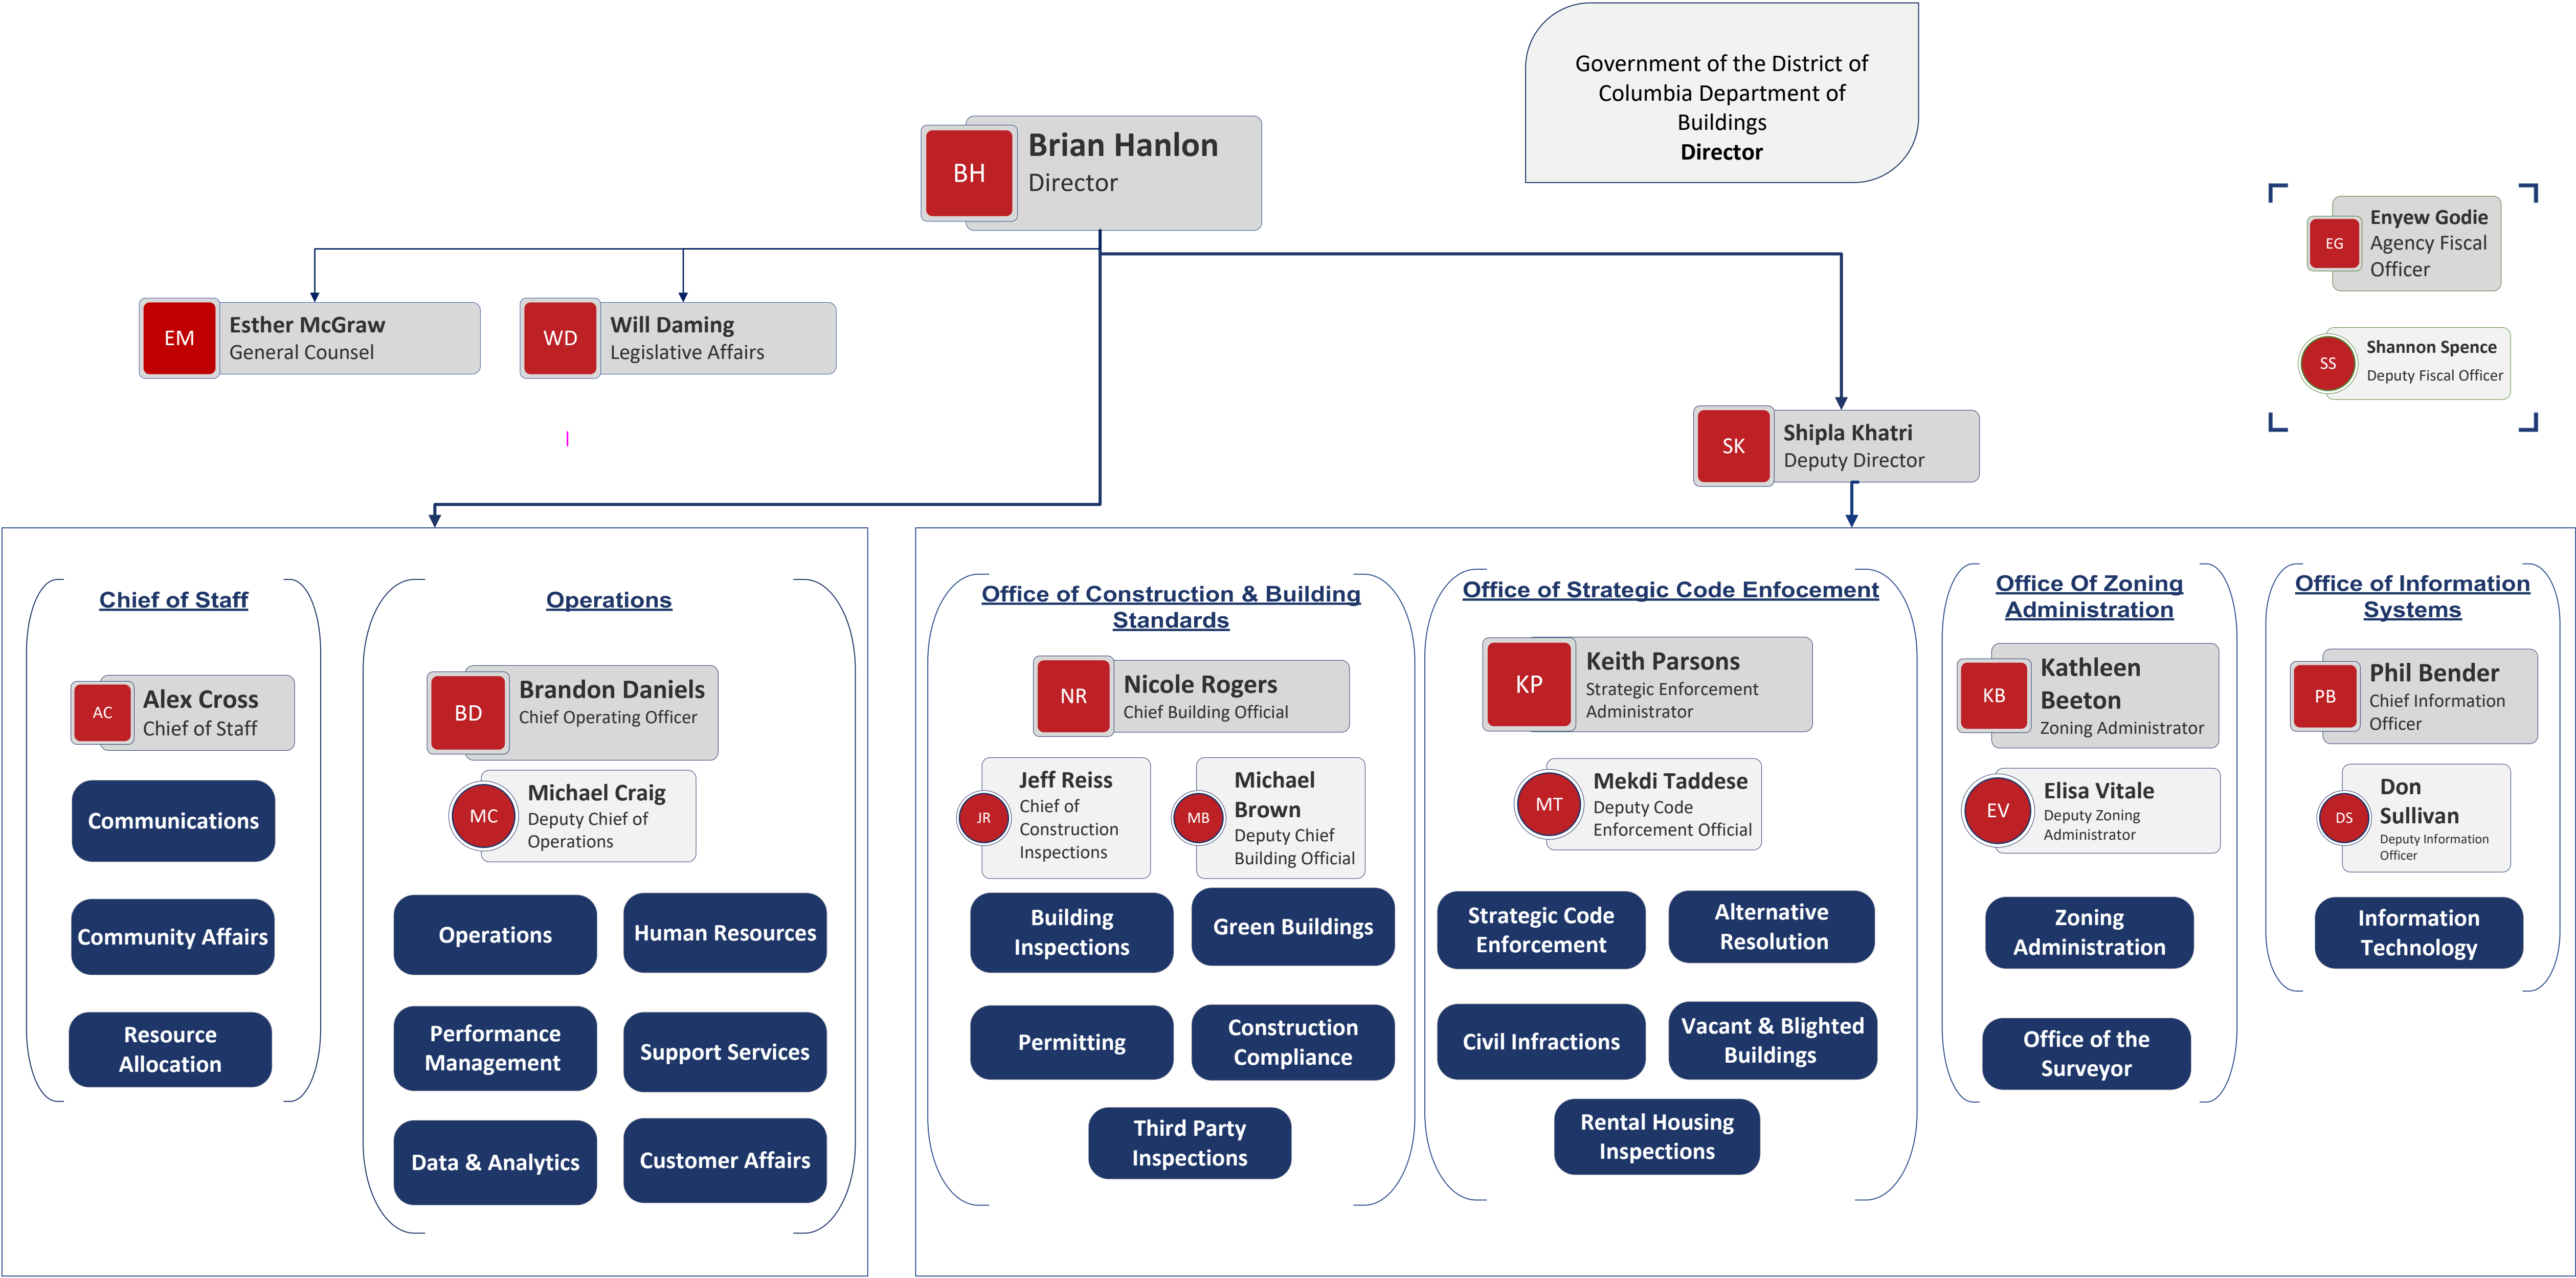 Government of the District of
Columbia Department of
Buildings
Director
BH
Brian Hanlon
Director
EG
Enyew Godie
Agency Fiscal
Officer
SS
Shannon Spence
Deputy Fiscal Officer
EM
Esther McGraw
General Counsel
WD
Will Daming
Legislative Affairs
SK
Shipla Khatri
Deputy Director
Chief of Staff
AC
Alex Cross
Chief of Staff
Communications
Community Affairs
Resource
Allocation
Operations
BD
Brandon Daniels
Chief Operating Officer
MC
Michael Craig
Deputy Chief of
Operations
Operations
Human Resources
Performance
Management
Support Services
Data & Analytics
Customer Affairs
Office of Construction & Building
Standards
NR
Nicole Rogers
Chief Building Official
JR
Jeff Reiss
Chief of
Construction
Inspections
MB
Michael
Brown
Deputy Chief
Building Official
Building
Inspections
Green Buildings
Permitting
Construction
Compliance
Third Party
Inspections
Office of Strategic Code Enfocement
KP
Keith Parsons
Strategic Enforcement
Administrator
MT
Mekdi Taddese
Deputy Code
Enforcement Official
Strategic Code
Enforcement
Alternative
Resolution
Civil Infractions
Vacant & Blighted
Buildings
Rental Housing
Inspections
Office Of Zoning
Administration
KB
Kathleen
Beeton
Zoning Administrator
EV
Elisa Vitale
Deputy Zoning
Administrator
Zoning
Administration
Office of the
Surveyor
Office of Information
Systems
PB
Phil Bender
Chief Information
Officer
DS
Don
Sullivan
Deputy Information
Officer
Information
Technology